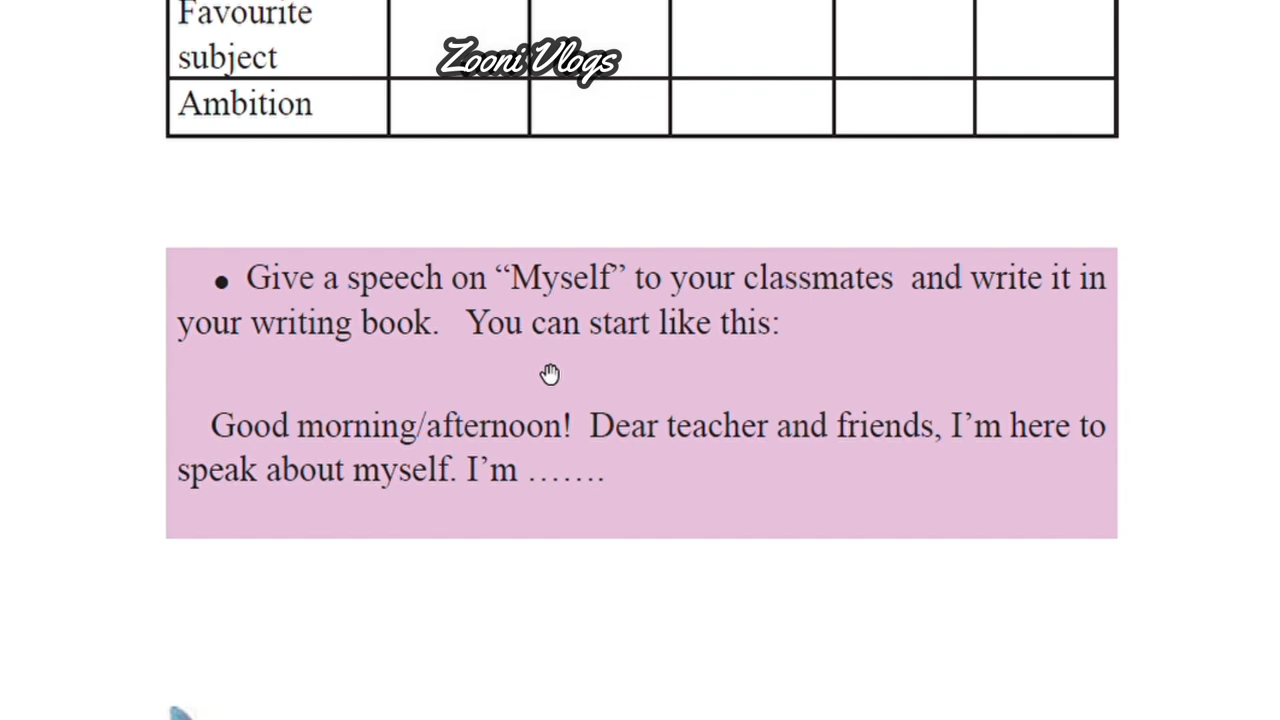 Favourite
subject
Zooni Vlogs
Ambition
• Give a speech on “Myself” to your classmates and write it in
your writing book. You can start like this:
Good morning/afternoon! Dear teacher and friends, I’m here to
speak about myself. I’m …….